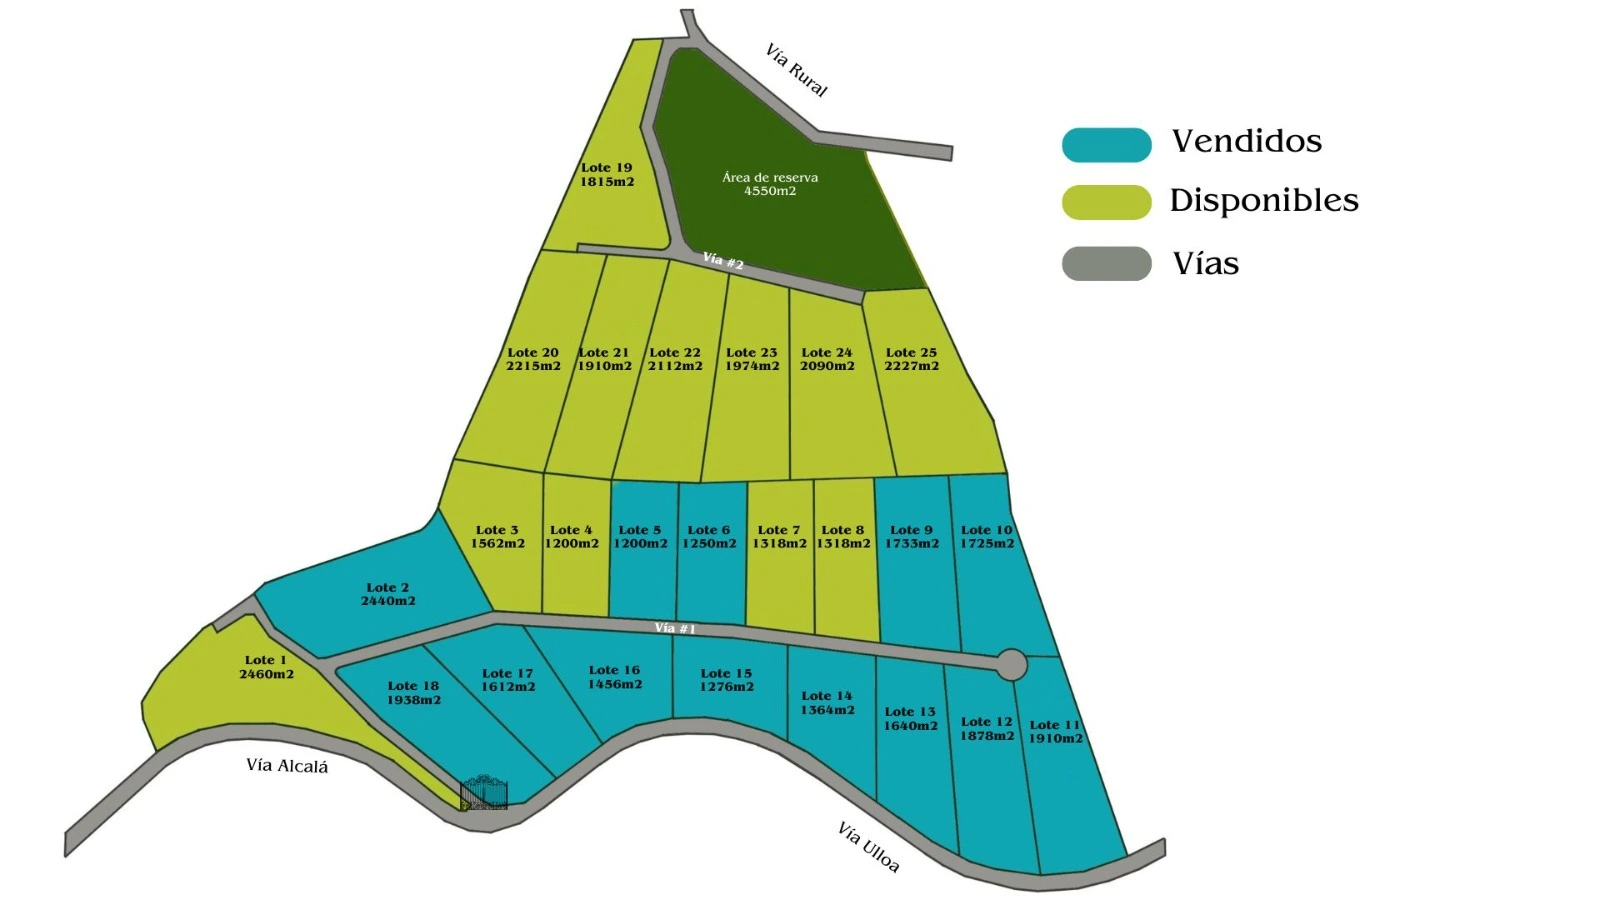 Vía Rural
Vendidos
Disponibles
Vías
Lote 19
1815m2
Área de reserva
4550m2
Vía #2
Lote 20
2215m2
Lote 21
1910m2
Lote 22
2112m2
Lote 23
1974m2
Lote 24
2090m2
Lote 25
2227m2
Lote 3
1562m2
Lote 4
1200m2
Lote 5
1200m2
Lote 6
1250m2
Lote 7
1318m2
Lote 8
1318m2
Lote 9
1733m2
Lote 10
1725m2
Lote 2
2440m2
Vía #1
Lote 1
2460m2
Lote 18
1938m2
Lote 17
1612m2
Lote 16
1456m2
Lote 15
1276m2
Lote 14
1364m2
Lote 13
1640m2
Lote 12
1878m2
Lote 11
1910m2
Vía Alcalá
Vía Ulloa